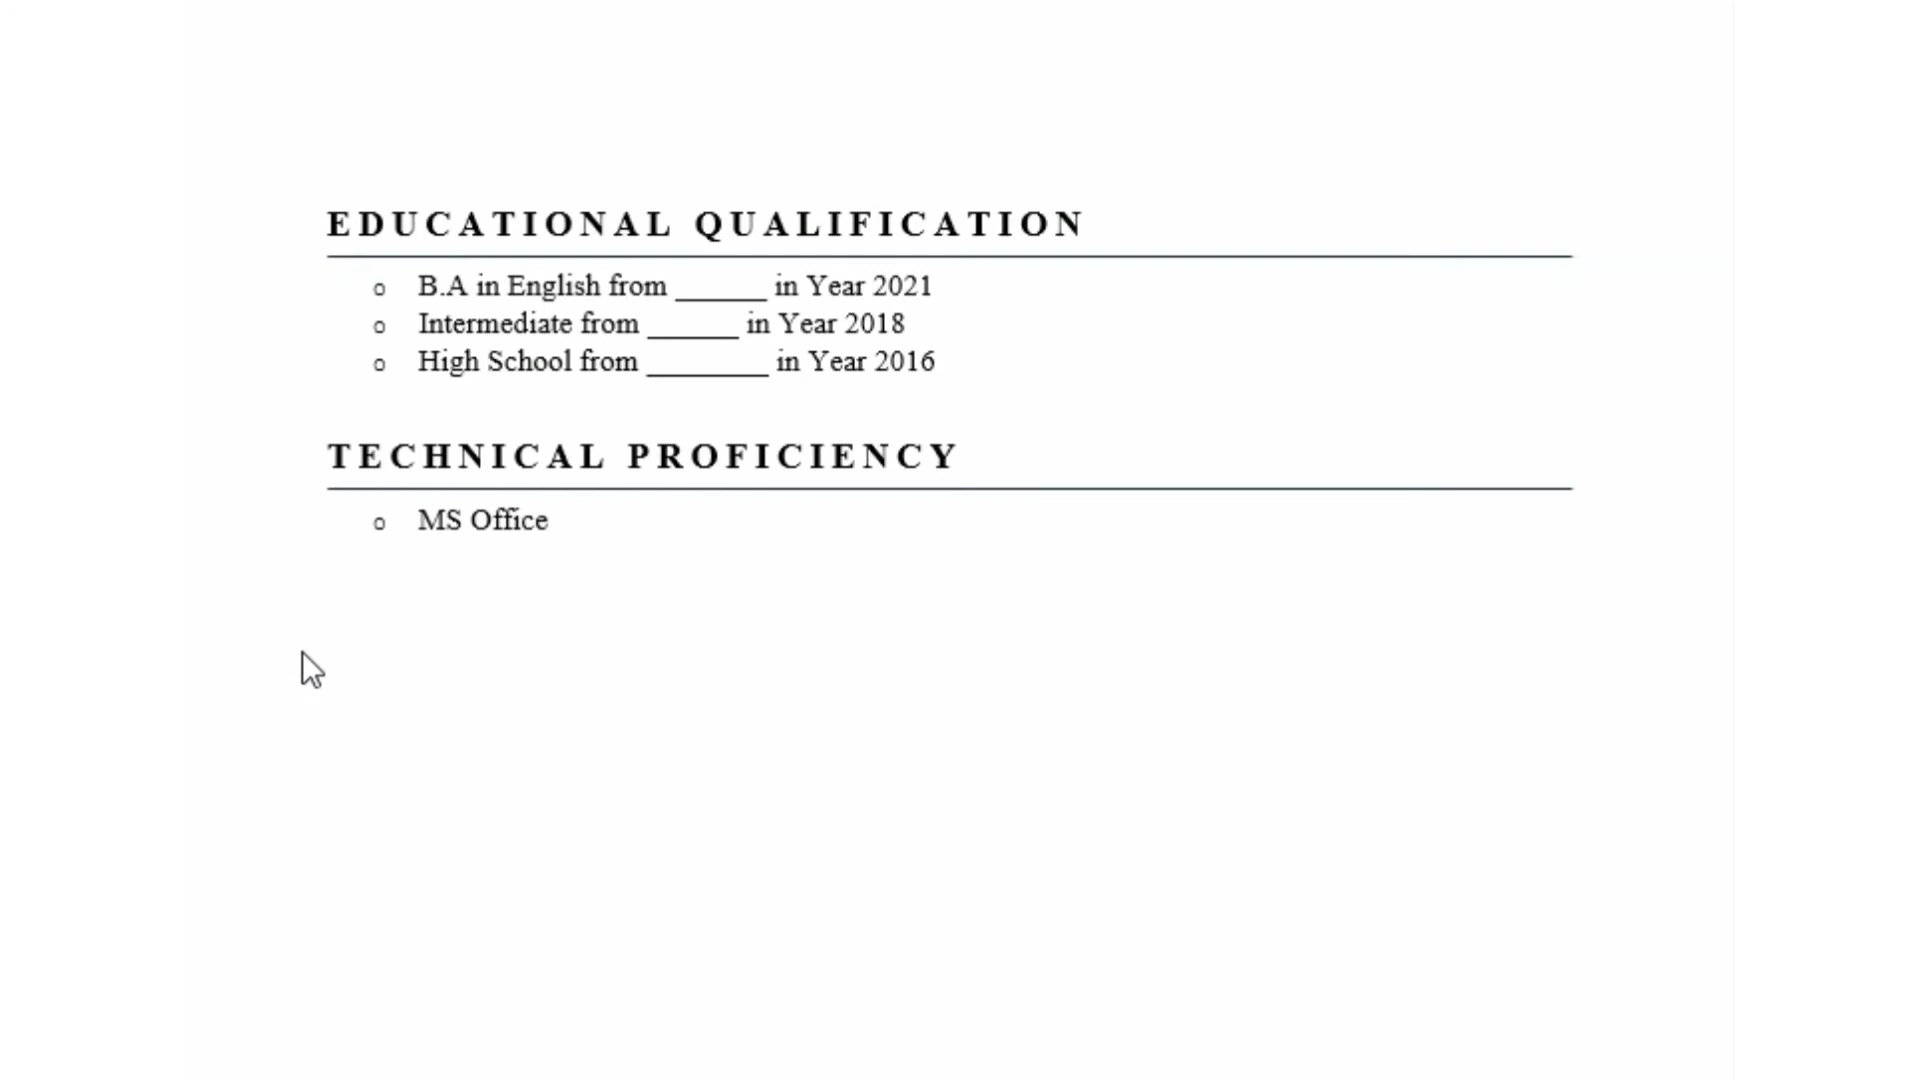 EDUCATIONAL QUALIFICATION
o B.A in English from ______ in Year 2021
o Intermediate from ______ in Year 2018
o High School from ________ in Year 2016
TECHNICAL PROFICIENCY
o MS Office